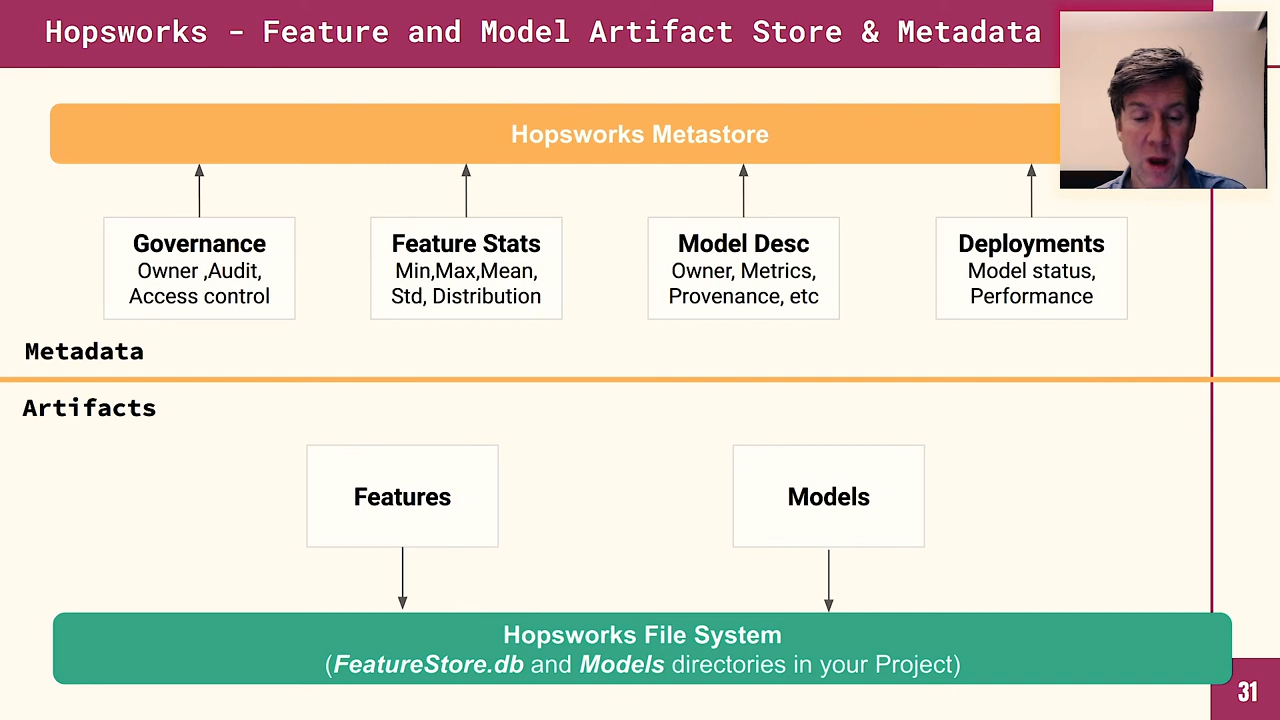 Hopsworks - Feature and Model Artifact Store & Metadata
Hopsworks Metastore
Governance
Owner ,Audit,
Access control
Feature Stats
Min,Max,Mean,
Std, Distribution
Model Desc
Owner, Metrics,
Provenance, etc
Deployments
Model status,
Performance
Metadata
Artifacts
Features
Models
Hopsworks File System
(FeatureStore.db and Models directories in your Project)
31